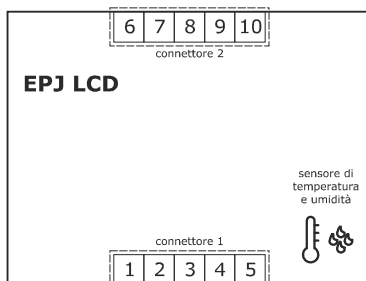 6 7 8 9 10
connettore 2
EPJ LCD
sensore di
temperatura
e umidità
connettore 1
1 2 3 4 5